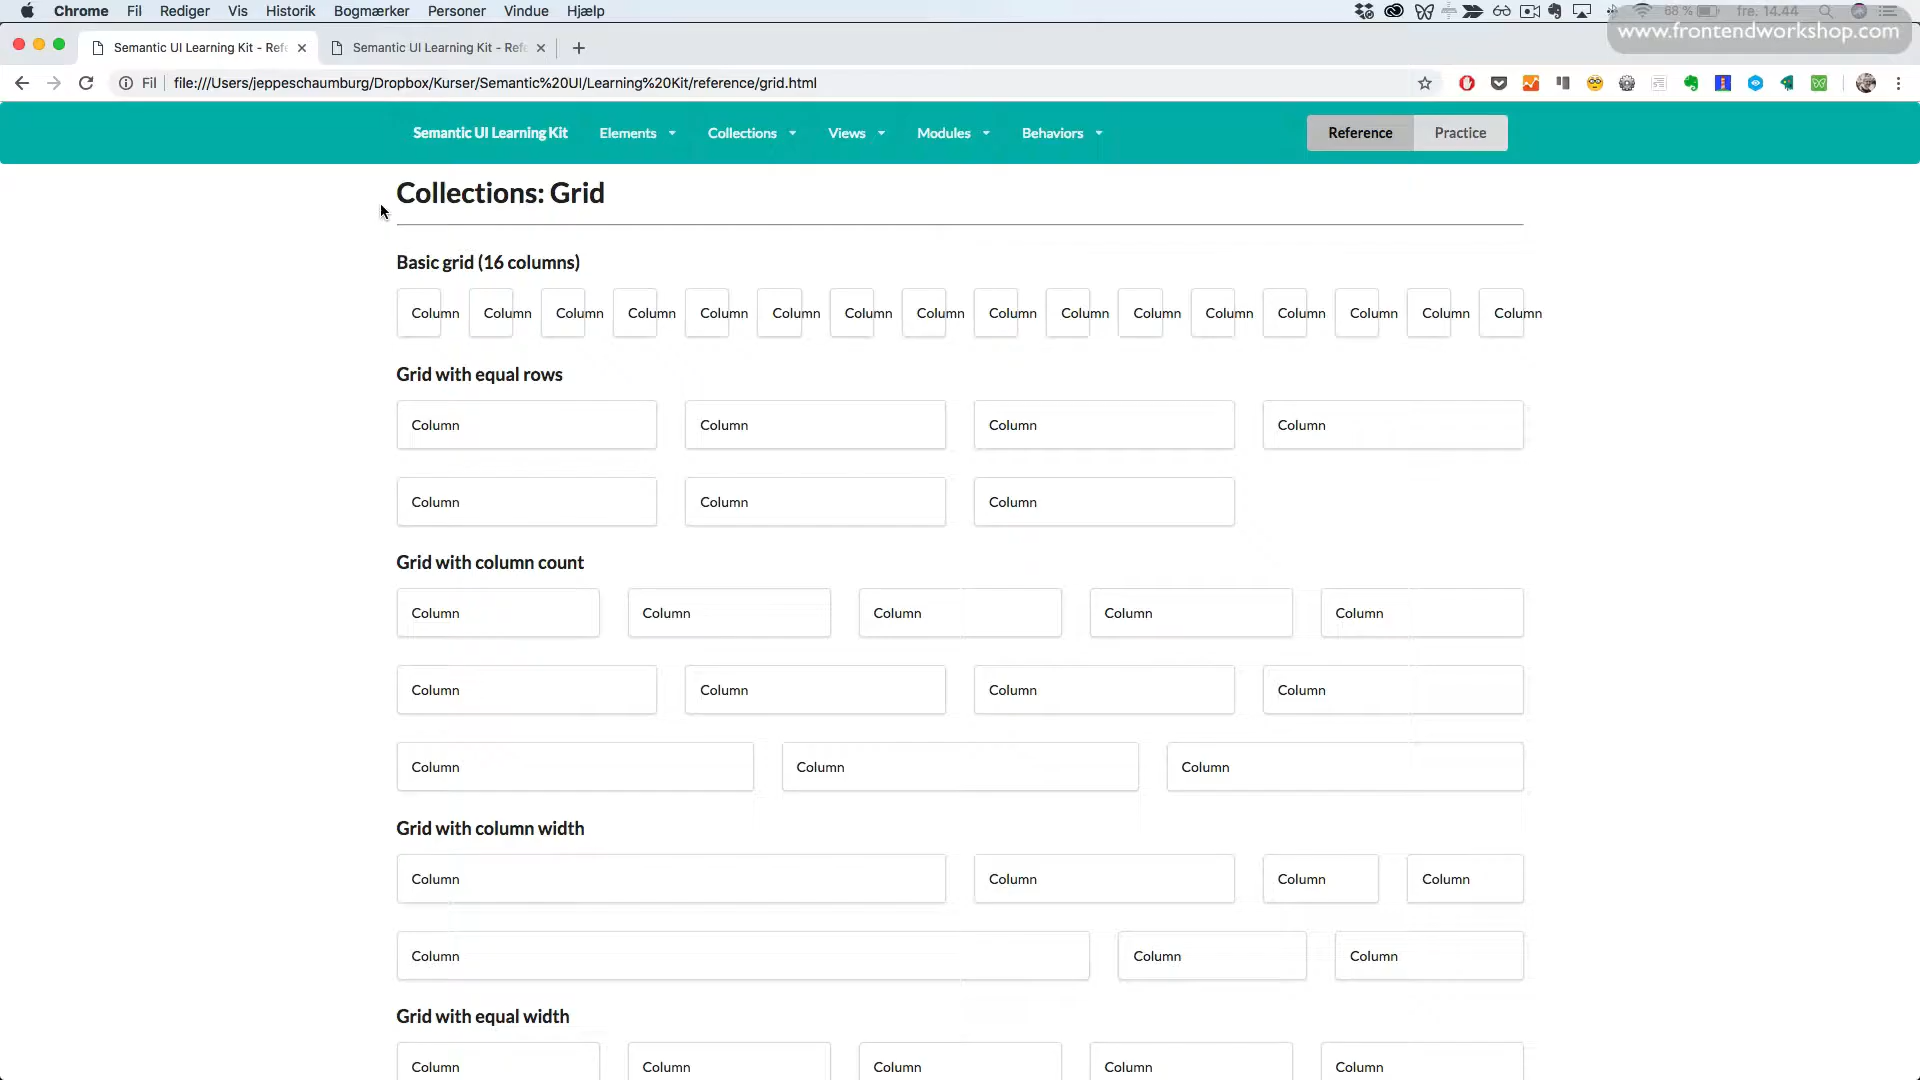 Chrome Fil Rediger Vis Historik Bogmærker Personer Vindue Hjælp 68 % fre. 14.44
www.frontendworkshop.com
Semantic UI Learning Kit - Refe Semantic UI Learning Kit - Refe
Fil file:///Users/jeppeschaumburg/Dropbox/Kurser/Semantic%20UI/Learning%20Kit/reference/grid.html
Semantic UI Learning Kit Elements Collections Views Modules Behaviors Reference Practice
Collections: Grid
Basic grid (16 columns)
Column Column Column Column Column Column Column Column Column Column Column Column Column Column Column Column
Grid with equal rows
Column Column Column Column
Column Column Column
Grid with column count
Column Column Column Column Column
Column Column Column Column
Column Column Column
Grid with column width
Column Column Column Column
Column Column Column
Grid with equal width
Column Column Column Column Column